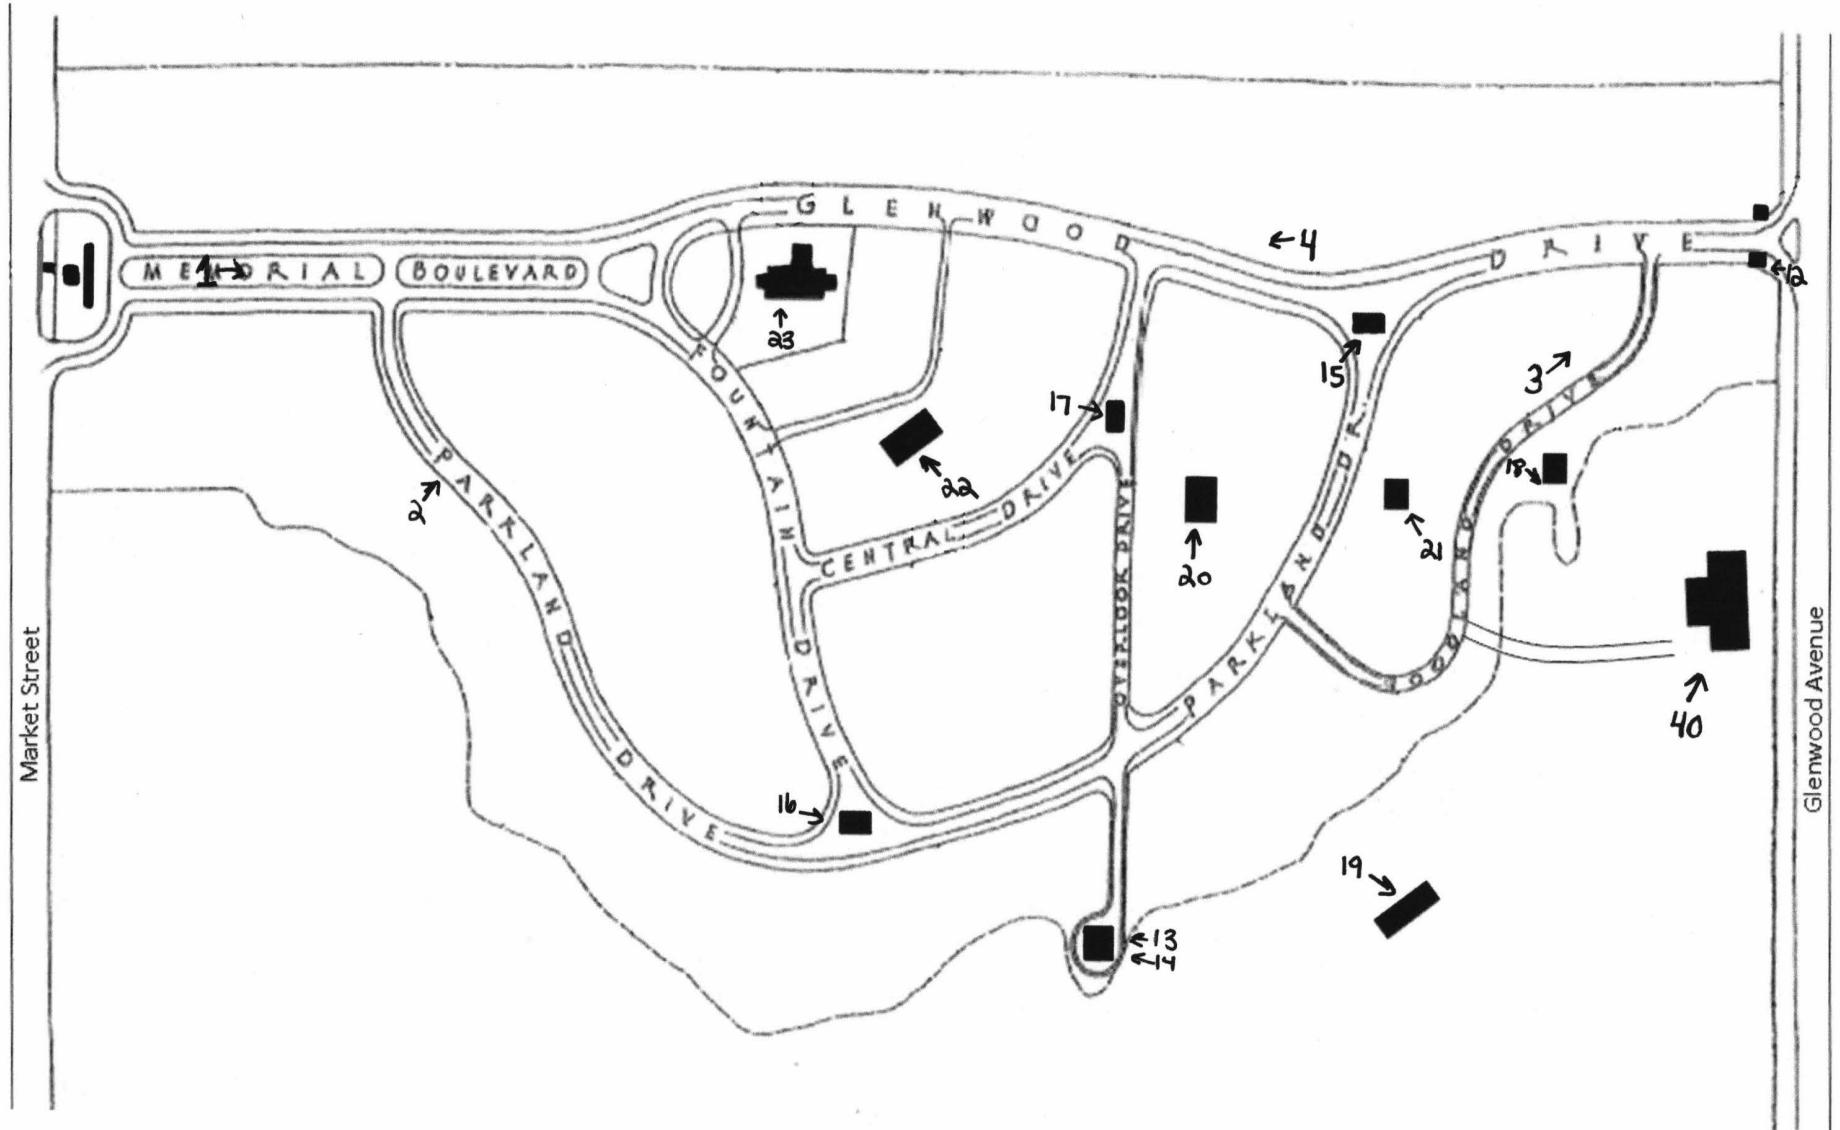 GLENWOOD DRIVE
←4
MEMORIAL BOULEVARD
1→
←12
23
FOUNTAIN DRIVE
15
3
DRIVE
17
18
22
2
PARKLAND DRIVE
CENTRAL DRIVE
OVERLOOK DRIVE
20
21
PARKLAND DR
WOODLAND DRIVE
40
16
19
←13
←14
Market Street
Glenwood Avenue